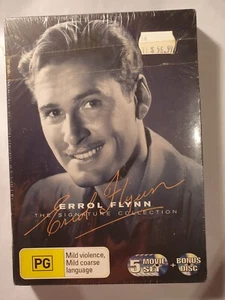 ERROL FLYNN
Errol Flynn
THE SIGNATURE COLLECTION
PG
Mild violence,
Mild coarse
language
5 MOVIE SET + BONUS DISC